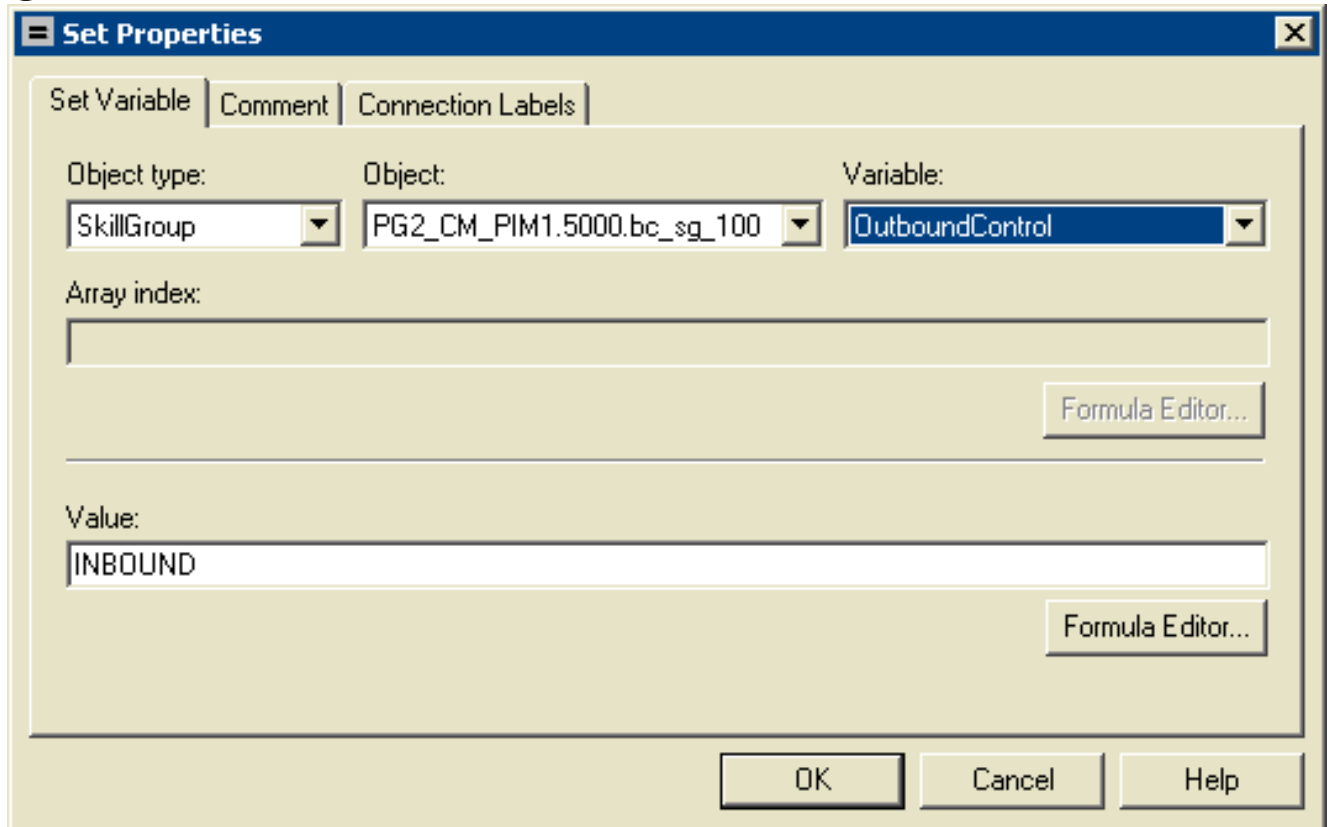 Set Properties
Set Variable Comment Connection Labels
Object type: Object: Variable:
SkillGroup PG2_CM_PIM1.5000.bc_sg_100 OutboundControl
Array index:
Formula Editor...
Value:
INBOUND
Formula Editor...
OK Cancel Help